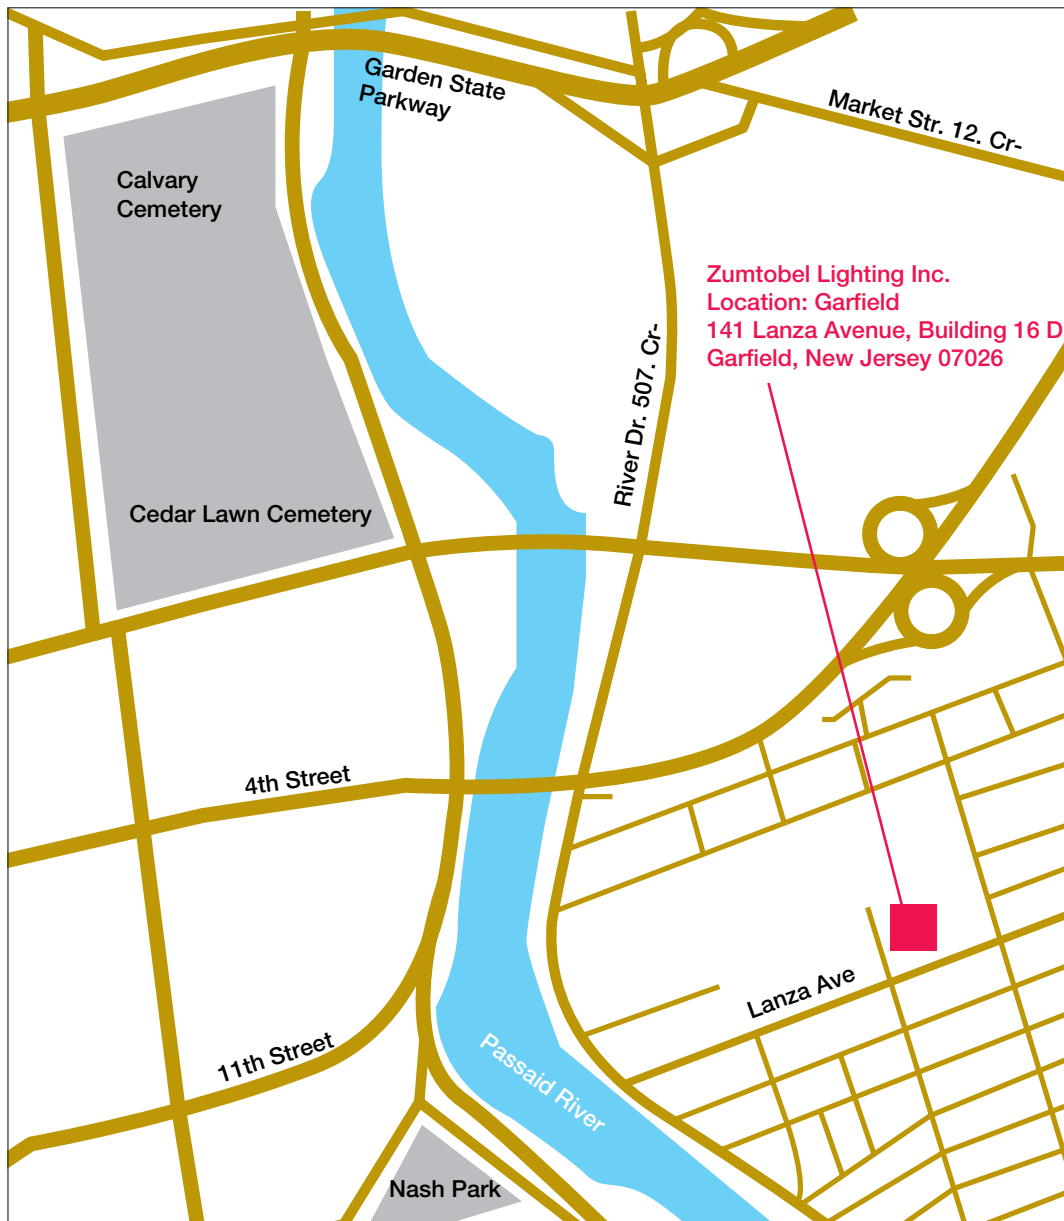 Garden State
Parkway
Market Str. 12. Cr-
Calvary
Cemetery
Zumtobel Lighting Inc.
Location: Garfield
141 Lanza Avenue, Building 16 D
Garfield, New Jersey 07026
River Dr. 507. Cr-
Cedar Lawn Cemetery
4th Street
Lanza Ave
11th Street
Passaid River
Nash Park